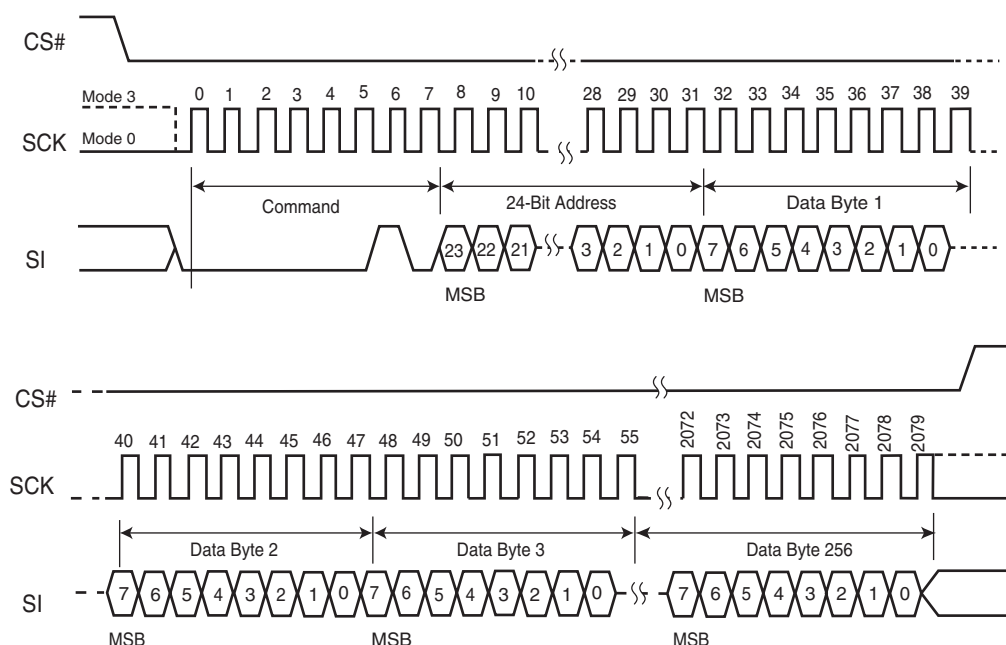 CS#
Mode 3
0 1 2 3 4 5 6 7 8 9 10 28 29 30 31 32 33 34 35 36 37 38 39
SCK
Mode 0
Command
24-Bit Address
Data Byte 1
SI
23 22 21 3 2 1 0 7 6 5 4 3 2 1 0
MSB
MSB
CS#
40 41 42 43 44 45 46 47 48 49 50 51 52 53 54 55 2072 2073 2074 2075 2076 2077 2078 2079
SCK
Data Byte 2
Data Byte 3
Data Byte 256
SI
7 6 5 4 3 2 1 0 7 6 5 4 3 2 1 0 7 6 5 4 3 2 1 0
MSB
MSB
MSB